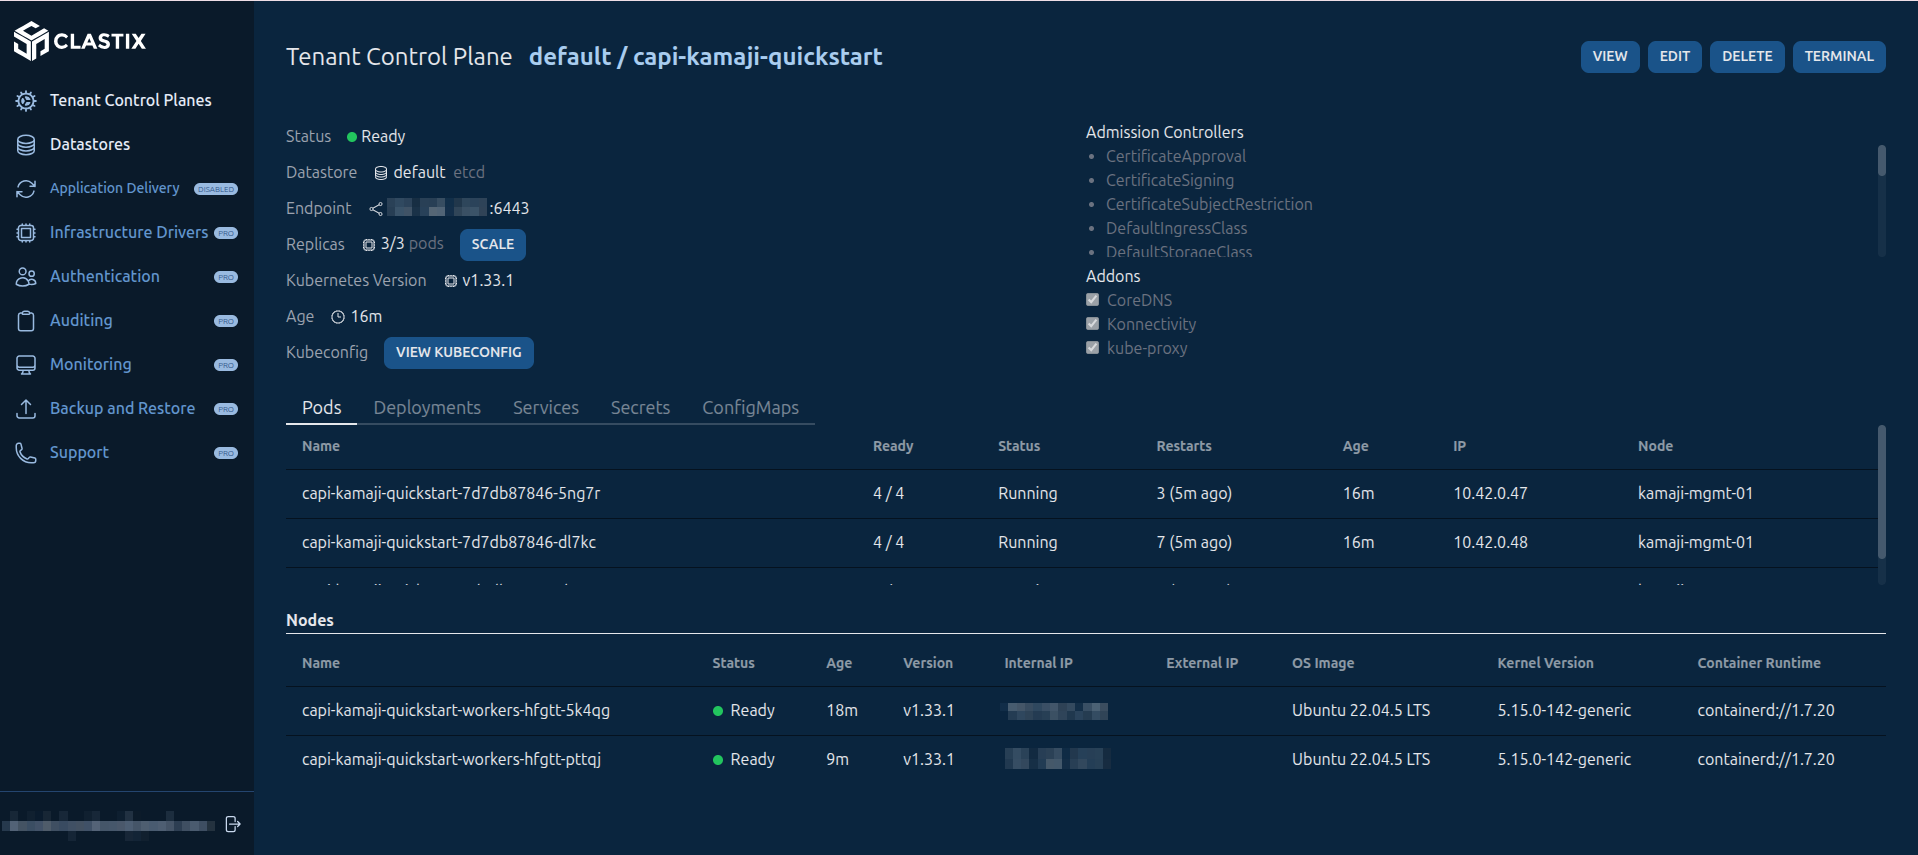 CLASTIX
Tenant Control Planes
Datastores
Application Delivery DISABLED
Infrastructure Drivers PRO
Authentication PRO
Auditing PRO
Monitoring PRO
Backup and Restore PRO
Support PRO
Tenant Control Plane default / capi-kamaji-quickstart
VIEW EDIT DELETE TERMINAL
Status Ready
Datastore default etcd
Endpoint :6443
Replicas 3/3 pods SCALE
Kubernetes Version v1.33.1
Age 16m
Kubeconfig VIEW KUBECONFIG
Admission Controllers
• CertificateApproval
• CertificateSigning
• CertificateSubjectRestriction
• DefaultIngressClass
• DefaultStorageClass
Addons
CoreDNS
Konnectivity
kube-proxy
Pods Deployments Services Secrets ConfigMaps
Name Ready Status Restarts Age IP Node
capi-kamaji-quickstart-7d7db87846-5ng7r 4 / 4 Running 3 (5m ago) 16m 10.42.0.47 kamaji-mgmt-01
capi-kamaji-quickstart-7d7db87846-dl7kc 4 / 4 Running 7 (5m ago) 16m 10.42.0.48 kamaji-mgmt-01
Nodes
Name Status Age Version Internal IP External IP OS Image Kernel Version Container Runtime
capi-kamaji-quickstart-workers-hfgtt-5k4qg Ready 18m v1.33.1 Ubuntu 22.04.5 LTS 5.15.0-142-generic containerd://1.7.20
capi-kamaji-quickstart-workers-hfgtt-pttqj Ready 9m v1.33.1 Ubuntu 22.04.5 LTS 5.15.0-142-generic containerd://1.7.20